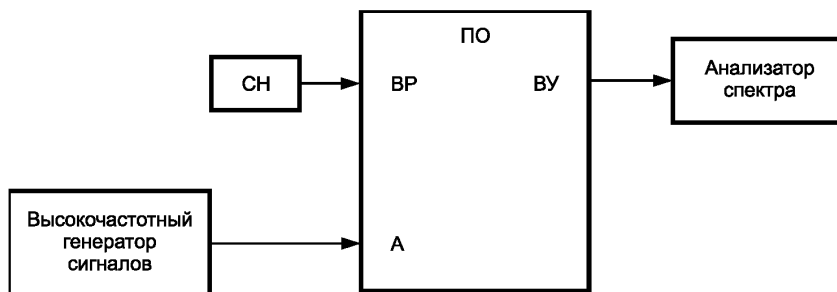 ПО
СН
ВР
ВУ
Анализатор
спектра
Высокочастотный
генератор
сигналов
А